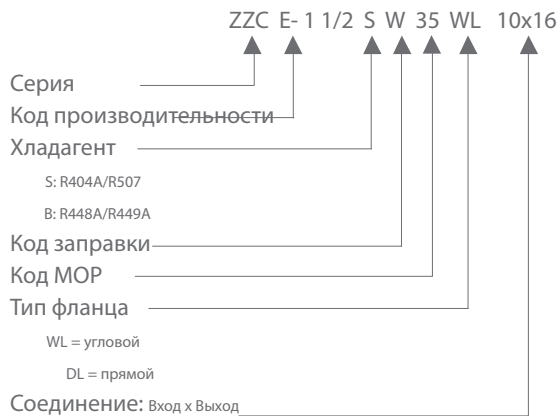 ZZC E- 1 1/2 S W 35 WL 10x16
Серия
Код производительности
Хладагент
S: R404A/R507
B: R448A/R449A
Код заправки
Код MOP
Тип фланца
WL = угловой
DL = прямой
Соединение: Вход x Выход